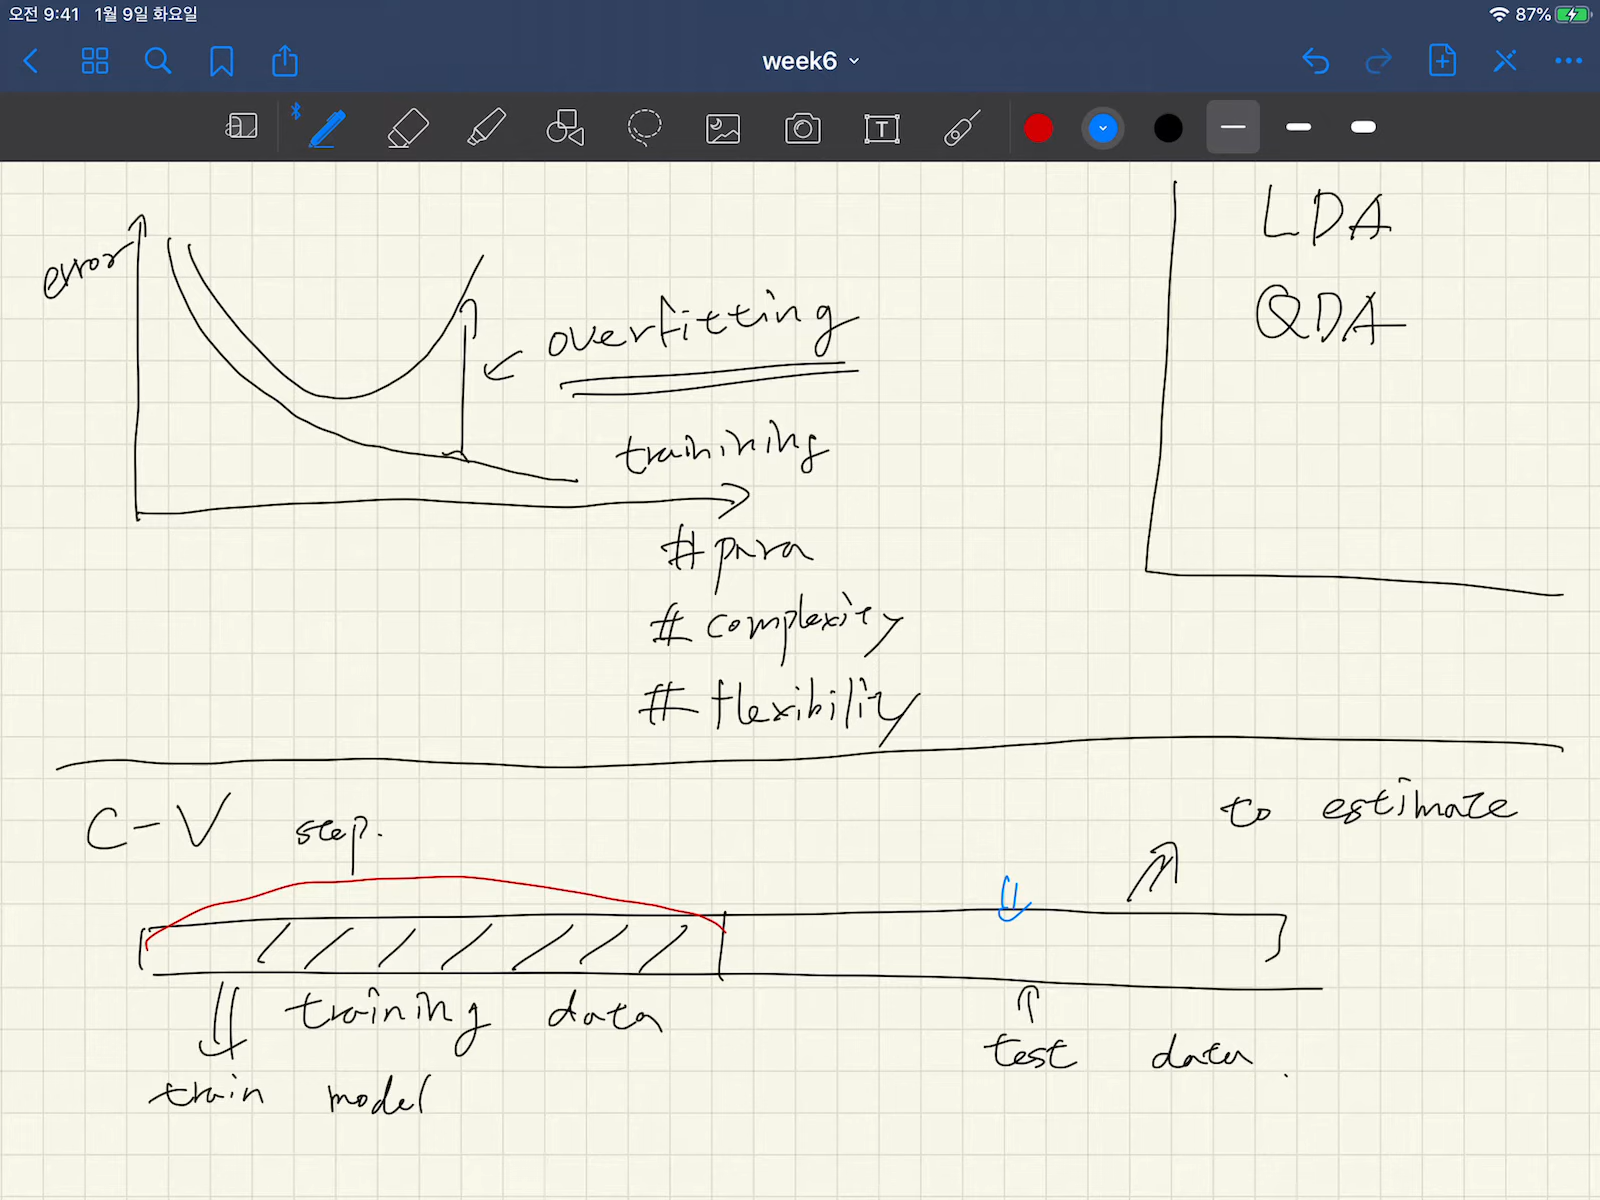 오전 9:41 1월 9일 화요일
87%
week6
T
LDA
QDA
error
overfitting
trainining
# para
# complexity
# flexibility
C-V step.
to estimate
training data
test data.
train model